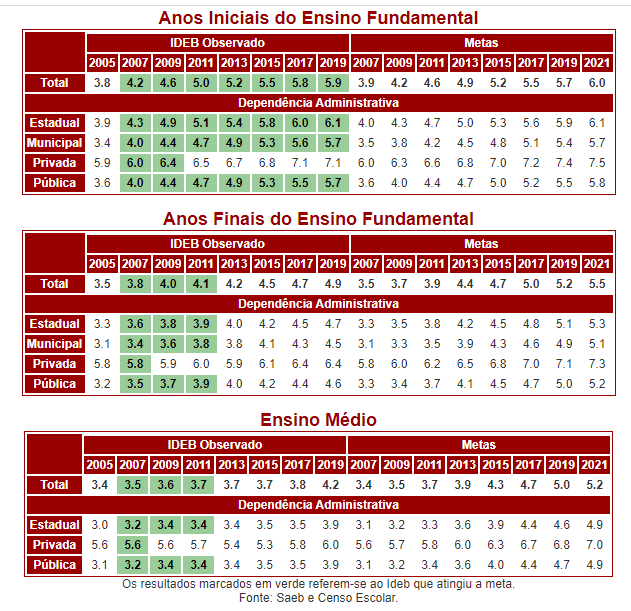 Anos Iniciais do Ensino Fundamental
IDEB Observado Metas
2005 2007 2009 2011 2013 2015 2017 2019 2007 2009 2011 2013 2015 2017 2019 2021
Total 3.8 4.2 4.6 5.0 5.2 5.5 5.8 5.9 3.9 4.2 4.6 4.9 5.2 5.5 5.7 6.0
Dependência Administrativa
Estadual 3.9 4.3 4.9 5.1 5.4 5.8 6.0 6.1 4.0 4.3 4.7 5.0 5.3 5.6 5.9 6.1
Municipal 3.4 4.0 4.4 4.7 4.9 5.3 5.6 5.7 3.5 3.8 4.2 4.5 4.8 5.1 5.4 5.7
Privada 5.9 6.0 6.4 6.5 6.7 6.8 7.1 7.1 6.0 6.3 6.6 6.8 7.0 7.2 7.4 7.5
Pública 3.6 4.0 4.4 4.7 4.9 5.3 5.5 5.7 3.6 4.0 4.4 4.7 5.0 5.2 5.5 5.8
Anos Finais do Ensino Fundamental
IDEB Observado Metas
2005 2007 2009 2011 2013 2015 2017 2019 2007 2009 2011 2013 2015 2017 2019 2021
Total 3.5 3.8 4.0 4.1 4.2 4.5 4.7 4.9 3.5 3.7 3.9 4.4 4.7 5.0 5.2 5.5
Dependência Administrativa
Estadual 3.3 3.6 3.8 3.9 4.0 4.2 4.5 4.7 3.3 3.5 3.8 4.2 4.5 4.8 5.1 5.3
Municipal 3.1 3.4 3.6 3.8 3.8 4.1 4.3 4.5 3.1 3.3 3.5 3.9 4.3 4.6 4.9 5.1
Privada 5.8 5.8 5.9 6.0 5.9 6.1 6.4 6.4 5.8 6.0 6.2 6.5 6.8 7.0 7.1 7.3
Pública 3.2 3.5 3.7 3.9 4.0 4.2 4.4 4.6 3.3 3.4 3.7 4.1 4.5 4.7 5.0 5.2
Ensino Médio
IDEB Observado Metas
2005 2007 2009 2011 2013 2015 2017 2019 2007 2009 2011 2013 2015 2017 2019 2021
Total 3.4 3.5 3.6 3.7 3.7 3.7 3.8 4.2 3.4 3.5 3.7 3.9 4.3 4.7 5.0 5.2
Dependência Administrativa
Estadual 3.0 3.2 3.4 3.4 3.4 3.5 3.5 3.9 3.1 3.2 3.3 3.6 3.9 4.4 4.6 4.9
Privada 5.6 5.6 5.6 5.7 5.4 5.3 5.8 6.0 5.6 5.7 5.8 6.0 6.3 6.7 6.8 7.0
Pública 3.1 3.2 3.4 3.4 3.4 3.5 3.5 3.9 3.1 3.2 3.4 3.6 4.0 4.4 4.7 4.9
Os resultados marcados em verde referem-se ao Ideb que atingiu a meta.
Fonte: Saeb e Censo Escolar.